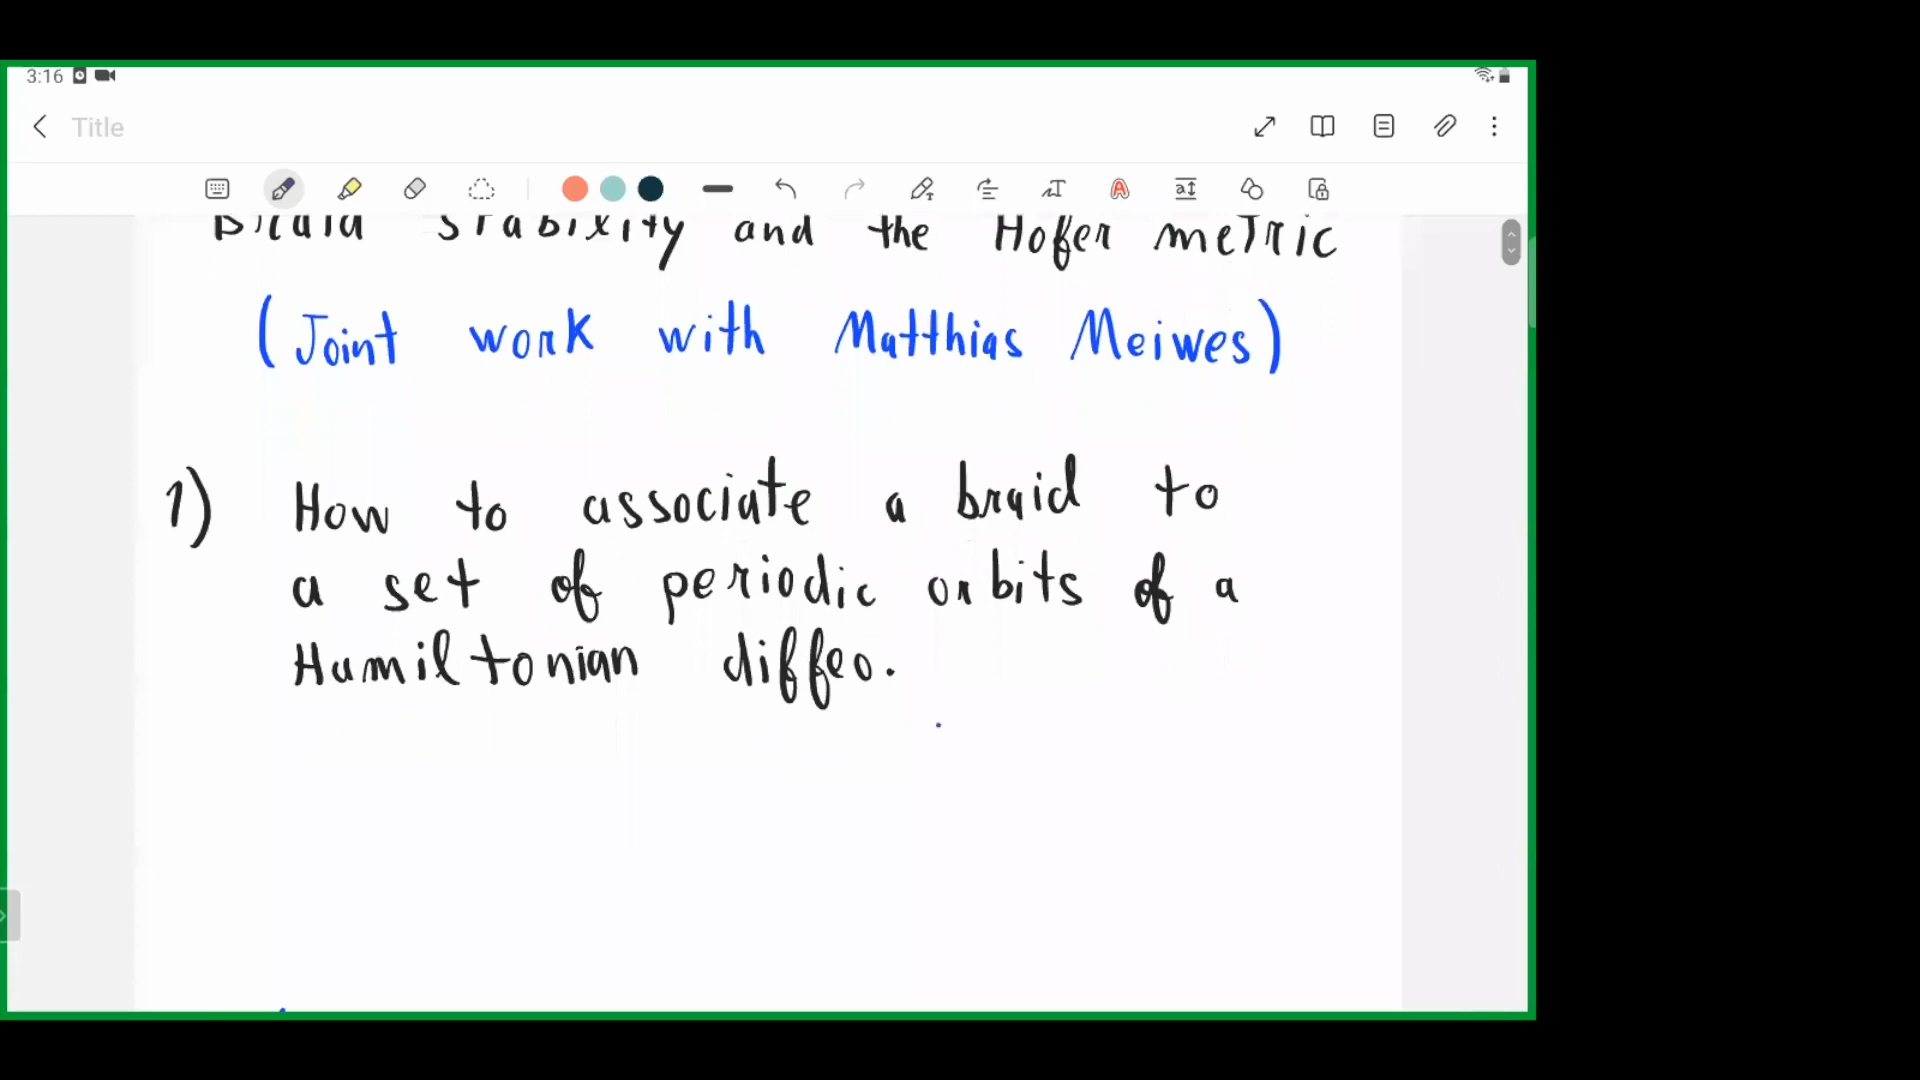 3:16
Title
Braid stability and the Hofer metric
(Joint work with Matthias Meiwes)
1) How to associate a braid to
a set of periodic orbits of a
Hamiltonian diffeo.